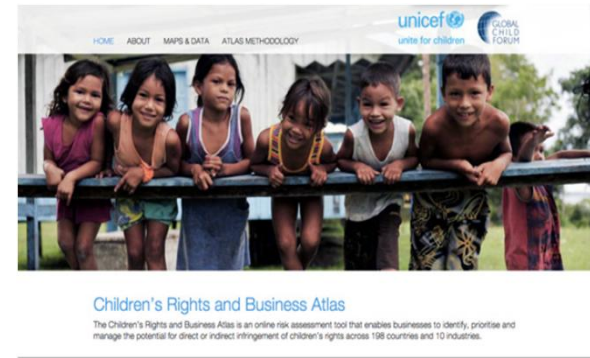 unicef
unite for children
GLOBAL
CHILD
FORUM
HOME ABOUT MAPS & DATA ATLAS METHODOLOGY
Children's Rights and Business Atlas
The Children's Rights and Business Atlas is an online risk assessment tool that enables businesses to identify, prioritise and
manage the potential for direct or indirect infringement of children's rights across 198 countries and 10 industries.